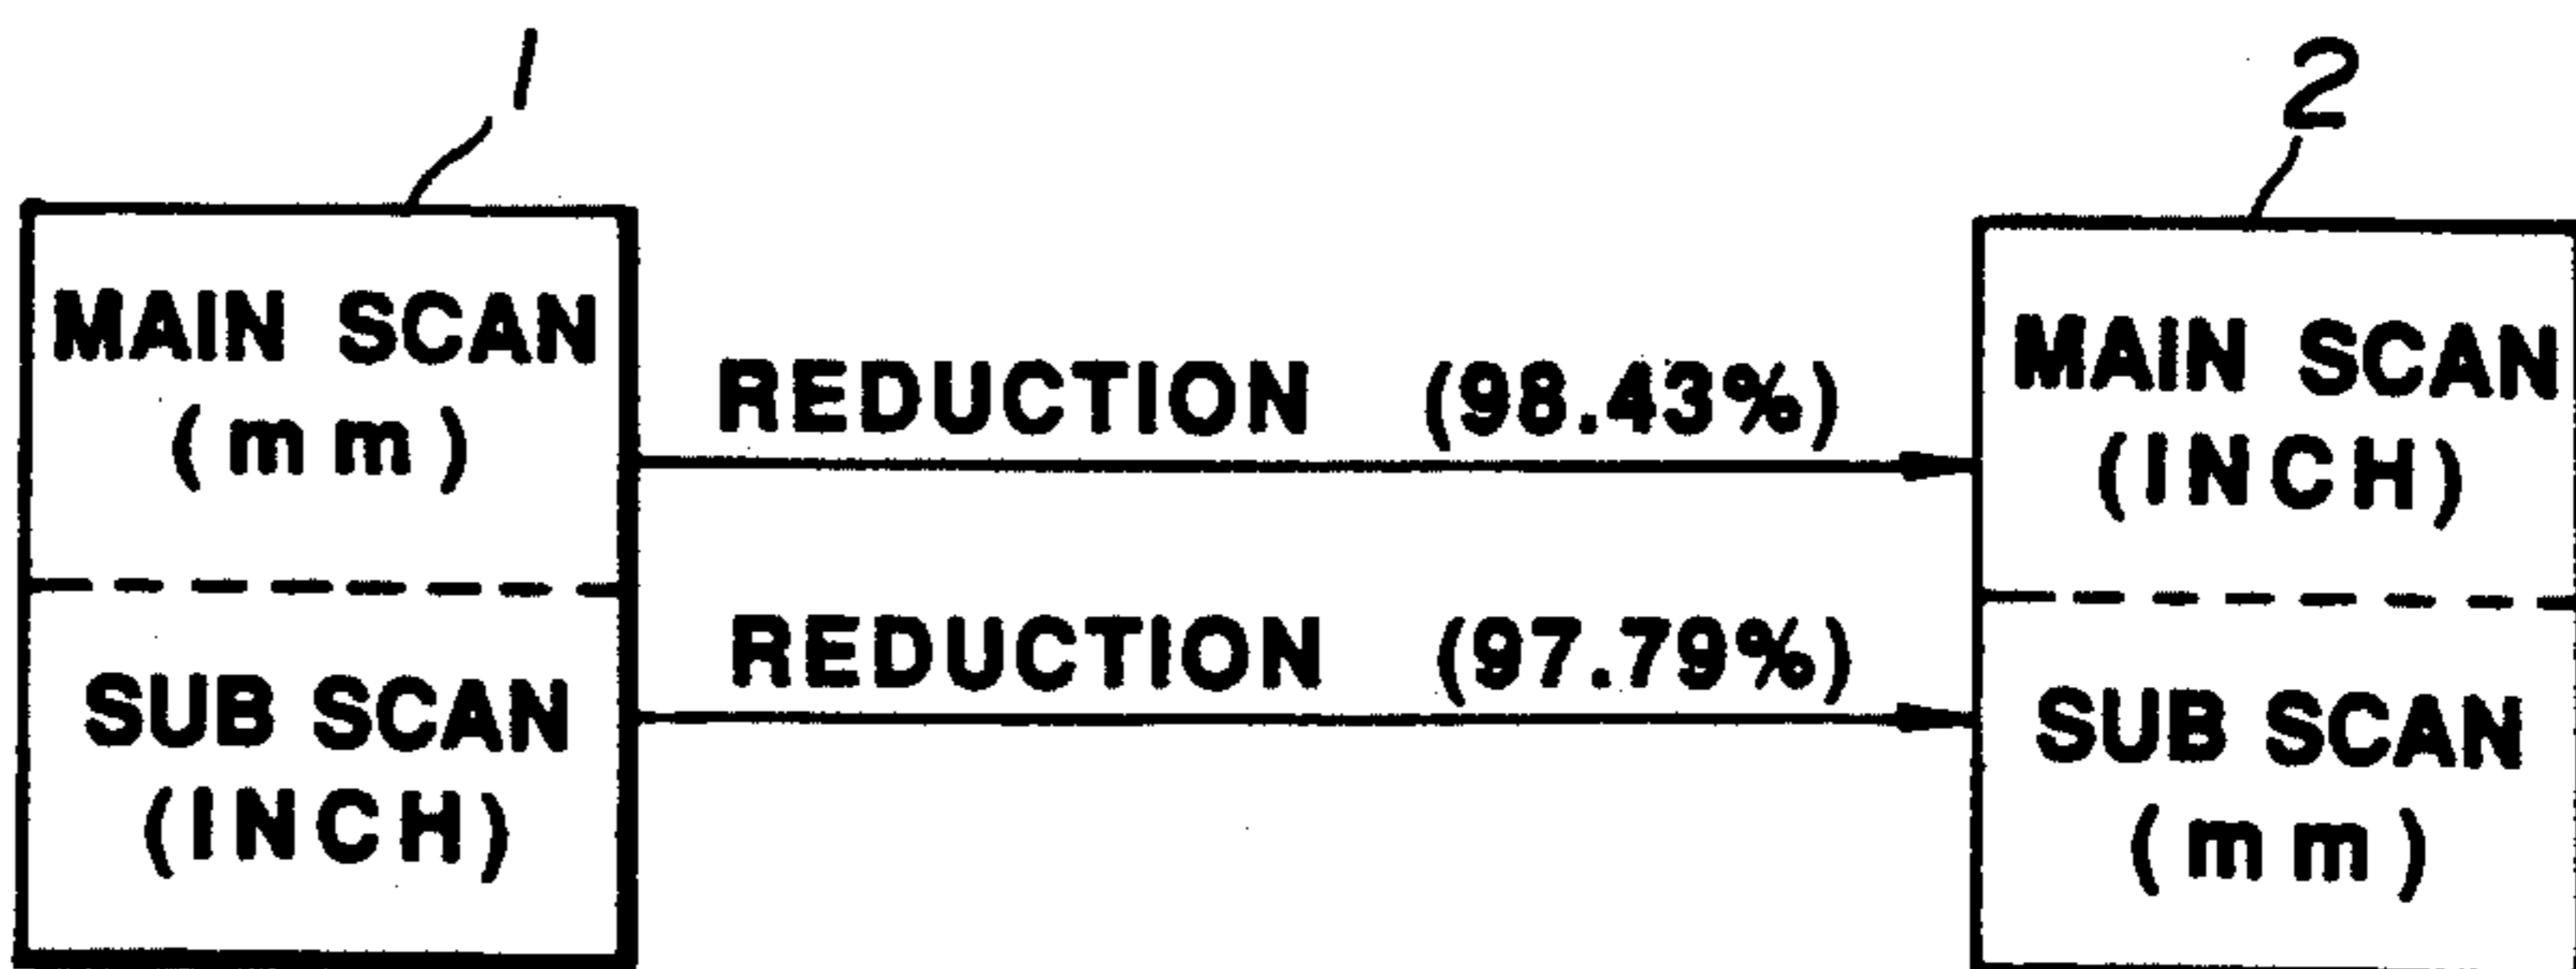 1
2
MAIN SCAN
(mm)
SUB SCAN
(INCH)
REDUCTION (98.43%)
REDUCTION (97.79%)
MAIN SCAN
(INCH)
SUB SCAN
(mm)